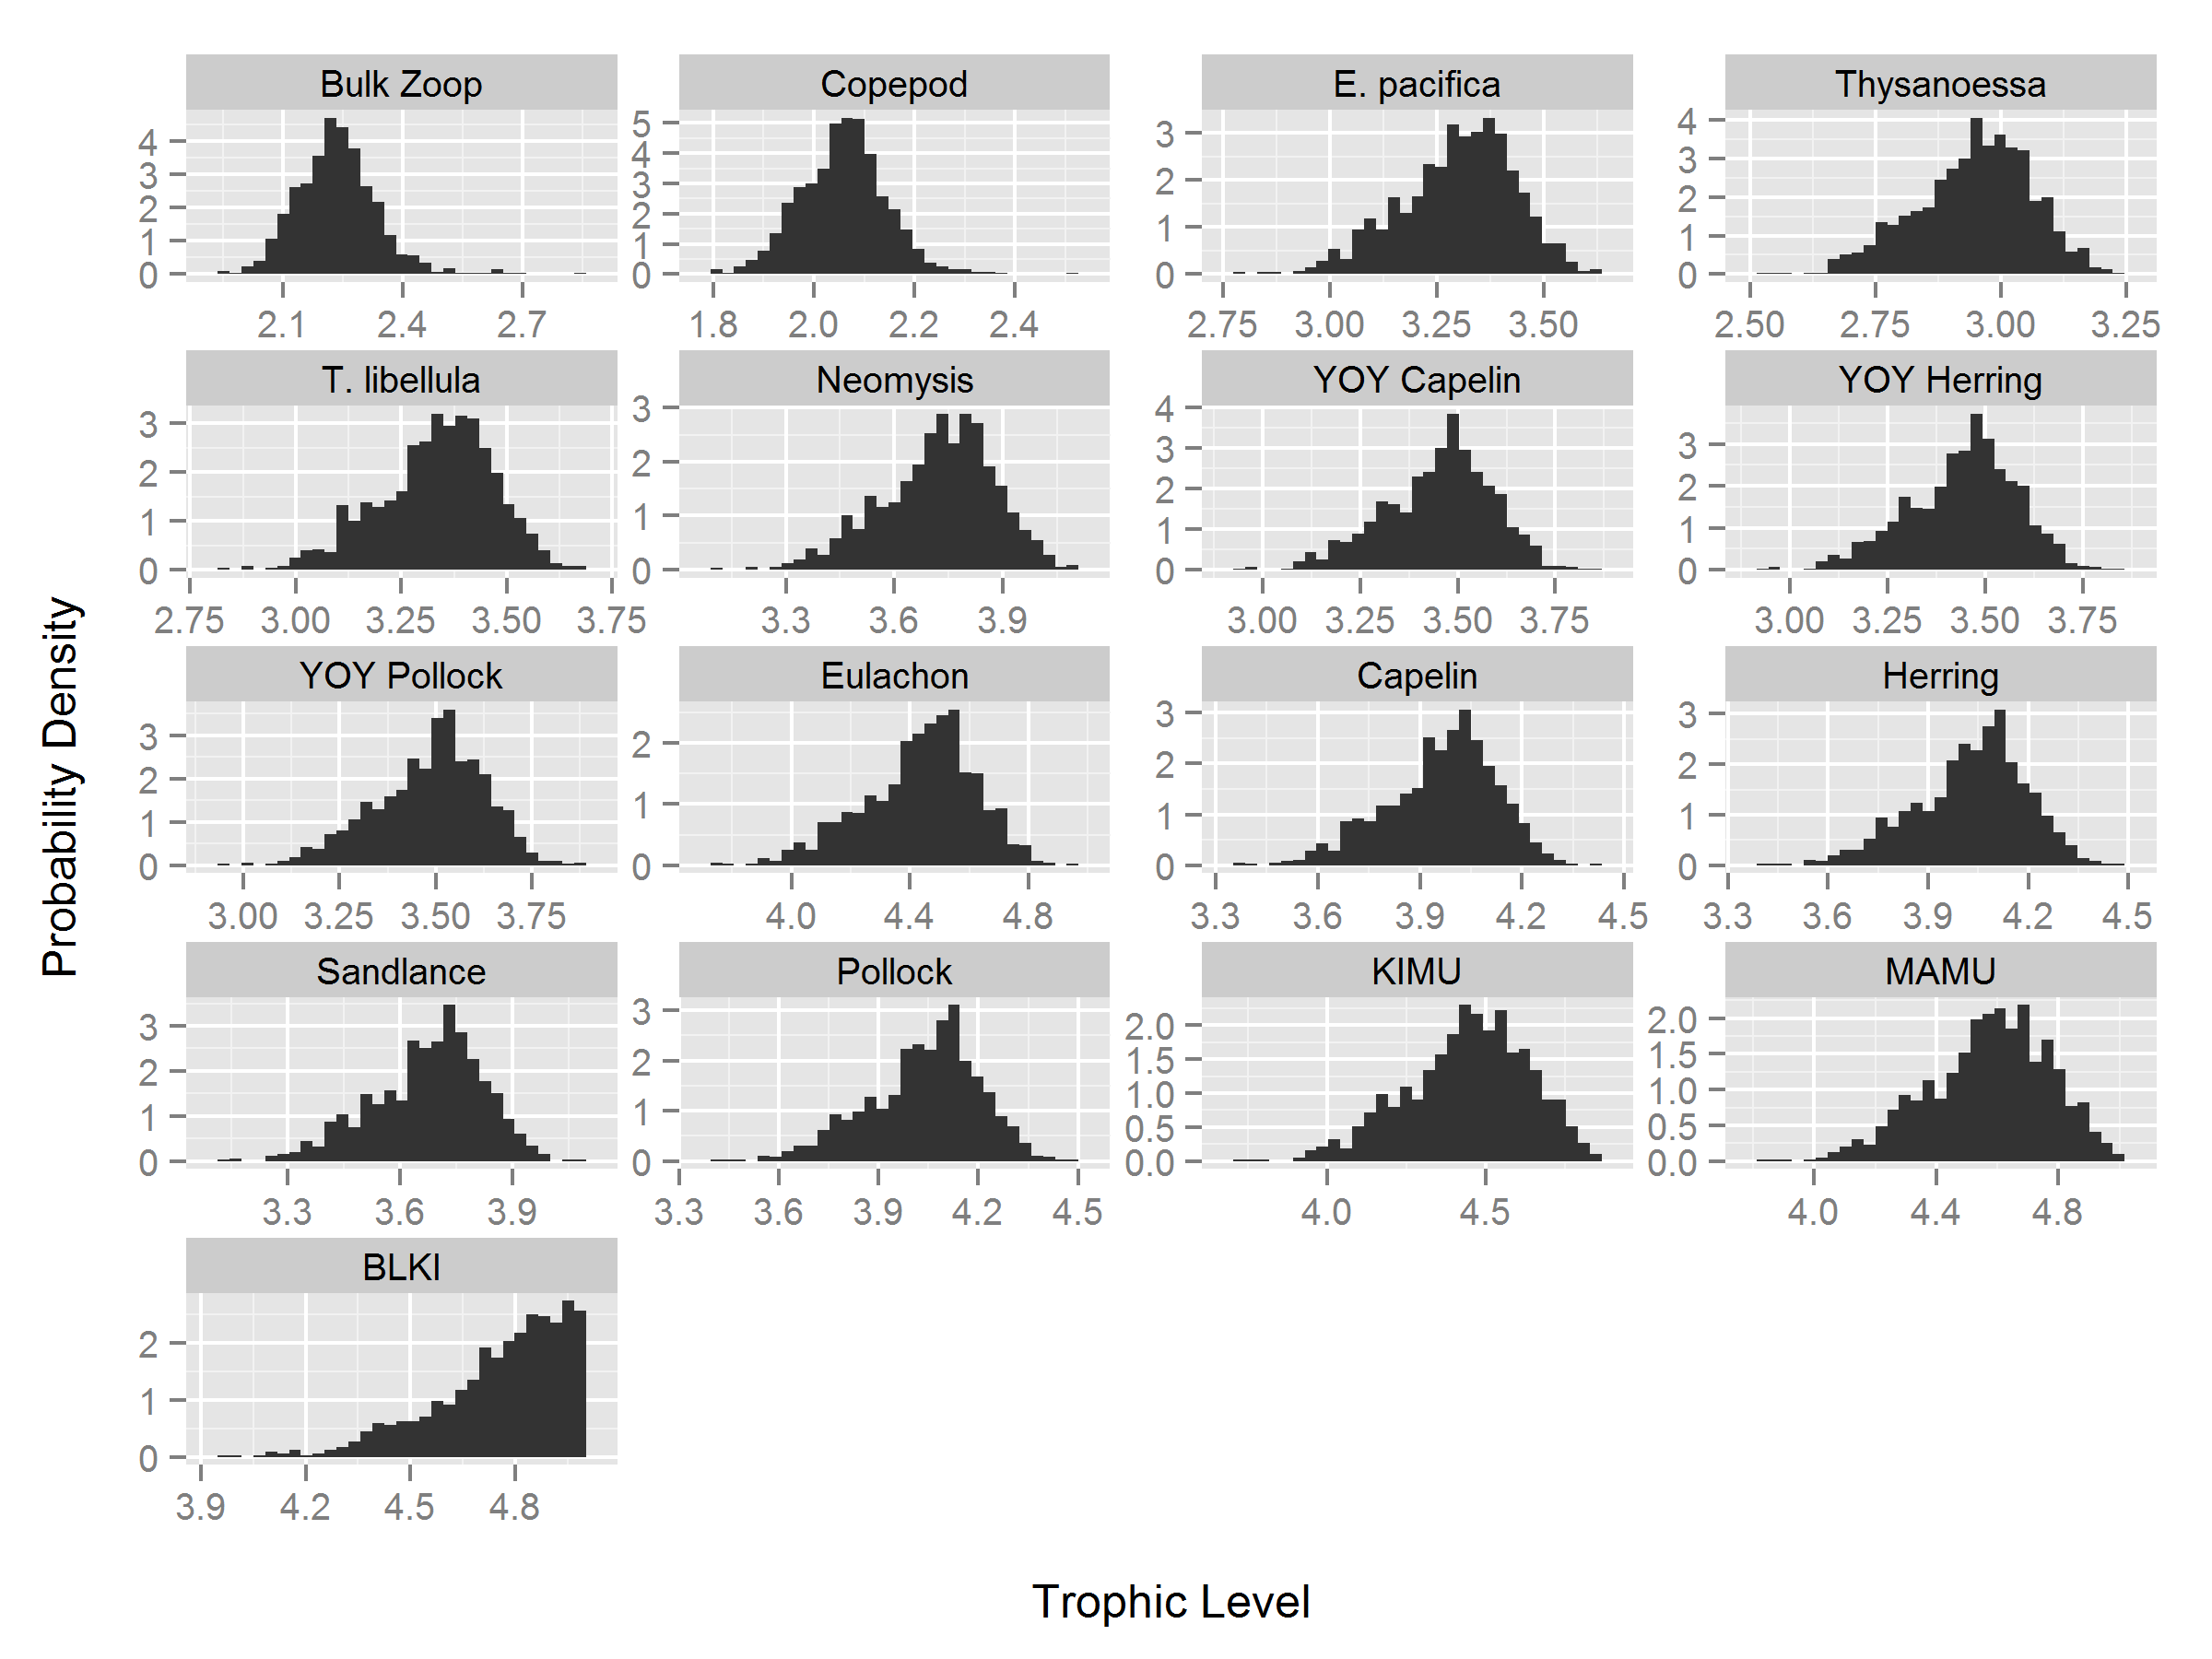 Bulk Zoop Copepod E. pacifica Thysanoessa
4 3 2 1 0
5 4 3 2 1 0
3 2 1 0
4 3 2 1 0
2.1 2.4 2.7 1.8 2.0 2.2 2.4 2.75 3.00 3.25 3.50 2.50 2.75 3.00 3.25
T. libellula Neomysis YOY Capelin YOY Herring
3 2 1 0
3 2 1 0
4 3 2 1 0
3 2 1 0
2.75 3.00 3.25 3.50 3.75 3.3 3.6 3.9 3.00 3.25 3.50 3.75 3.00 3.25 3.50 3.75
YOY Pollock Eulachon Capelin Herring
3 2 1 0
2 1 0
3 2 1 0
3 2 1 0
3.00 3.25 3.50 3.75 4.0 4.4 4.8 3.3 3.6 3.9 4.2 4.5 3.3 3.6 3.9 4.2 4.5
Sandlance Pollock KIMU MAMU
3 2 1 0
3 2 1 0
2.0 1.5 1.0 0.5 0.0
2.0 1.5 1.0 0.5 0.0
3.3 3.6 3.9 3.3 3.6 3.9 4.2 4.5 4.0 4.5 4.0 4.4 4.8
BLKI
2 1 0
3.9 4.2 4.5 4.8
Probability Density
Trophic Level